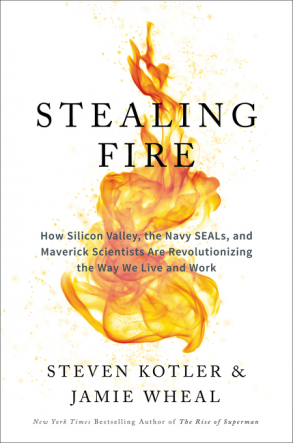 STEALING
FIRE
How Silicon Valley, the Navy SEALs, and
Maverick Scientists Are Revolutionizing
the Way We Live and Work
STEVEN KOTLER &
JAMIE WHEAL
New York Times Bestselling Author of The Rise of Superman